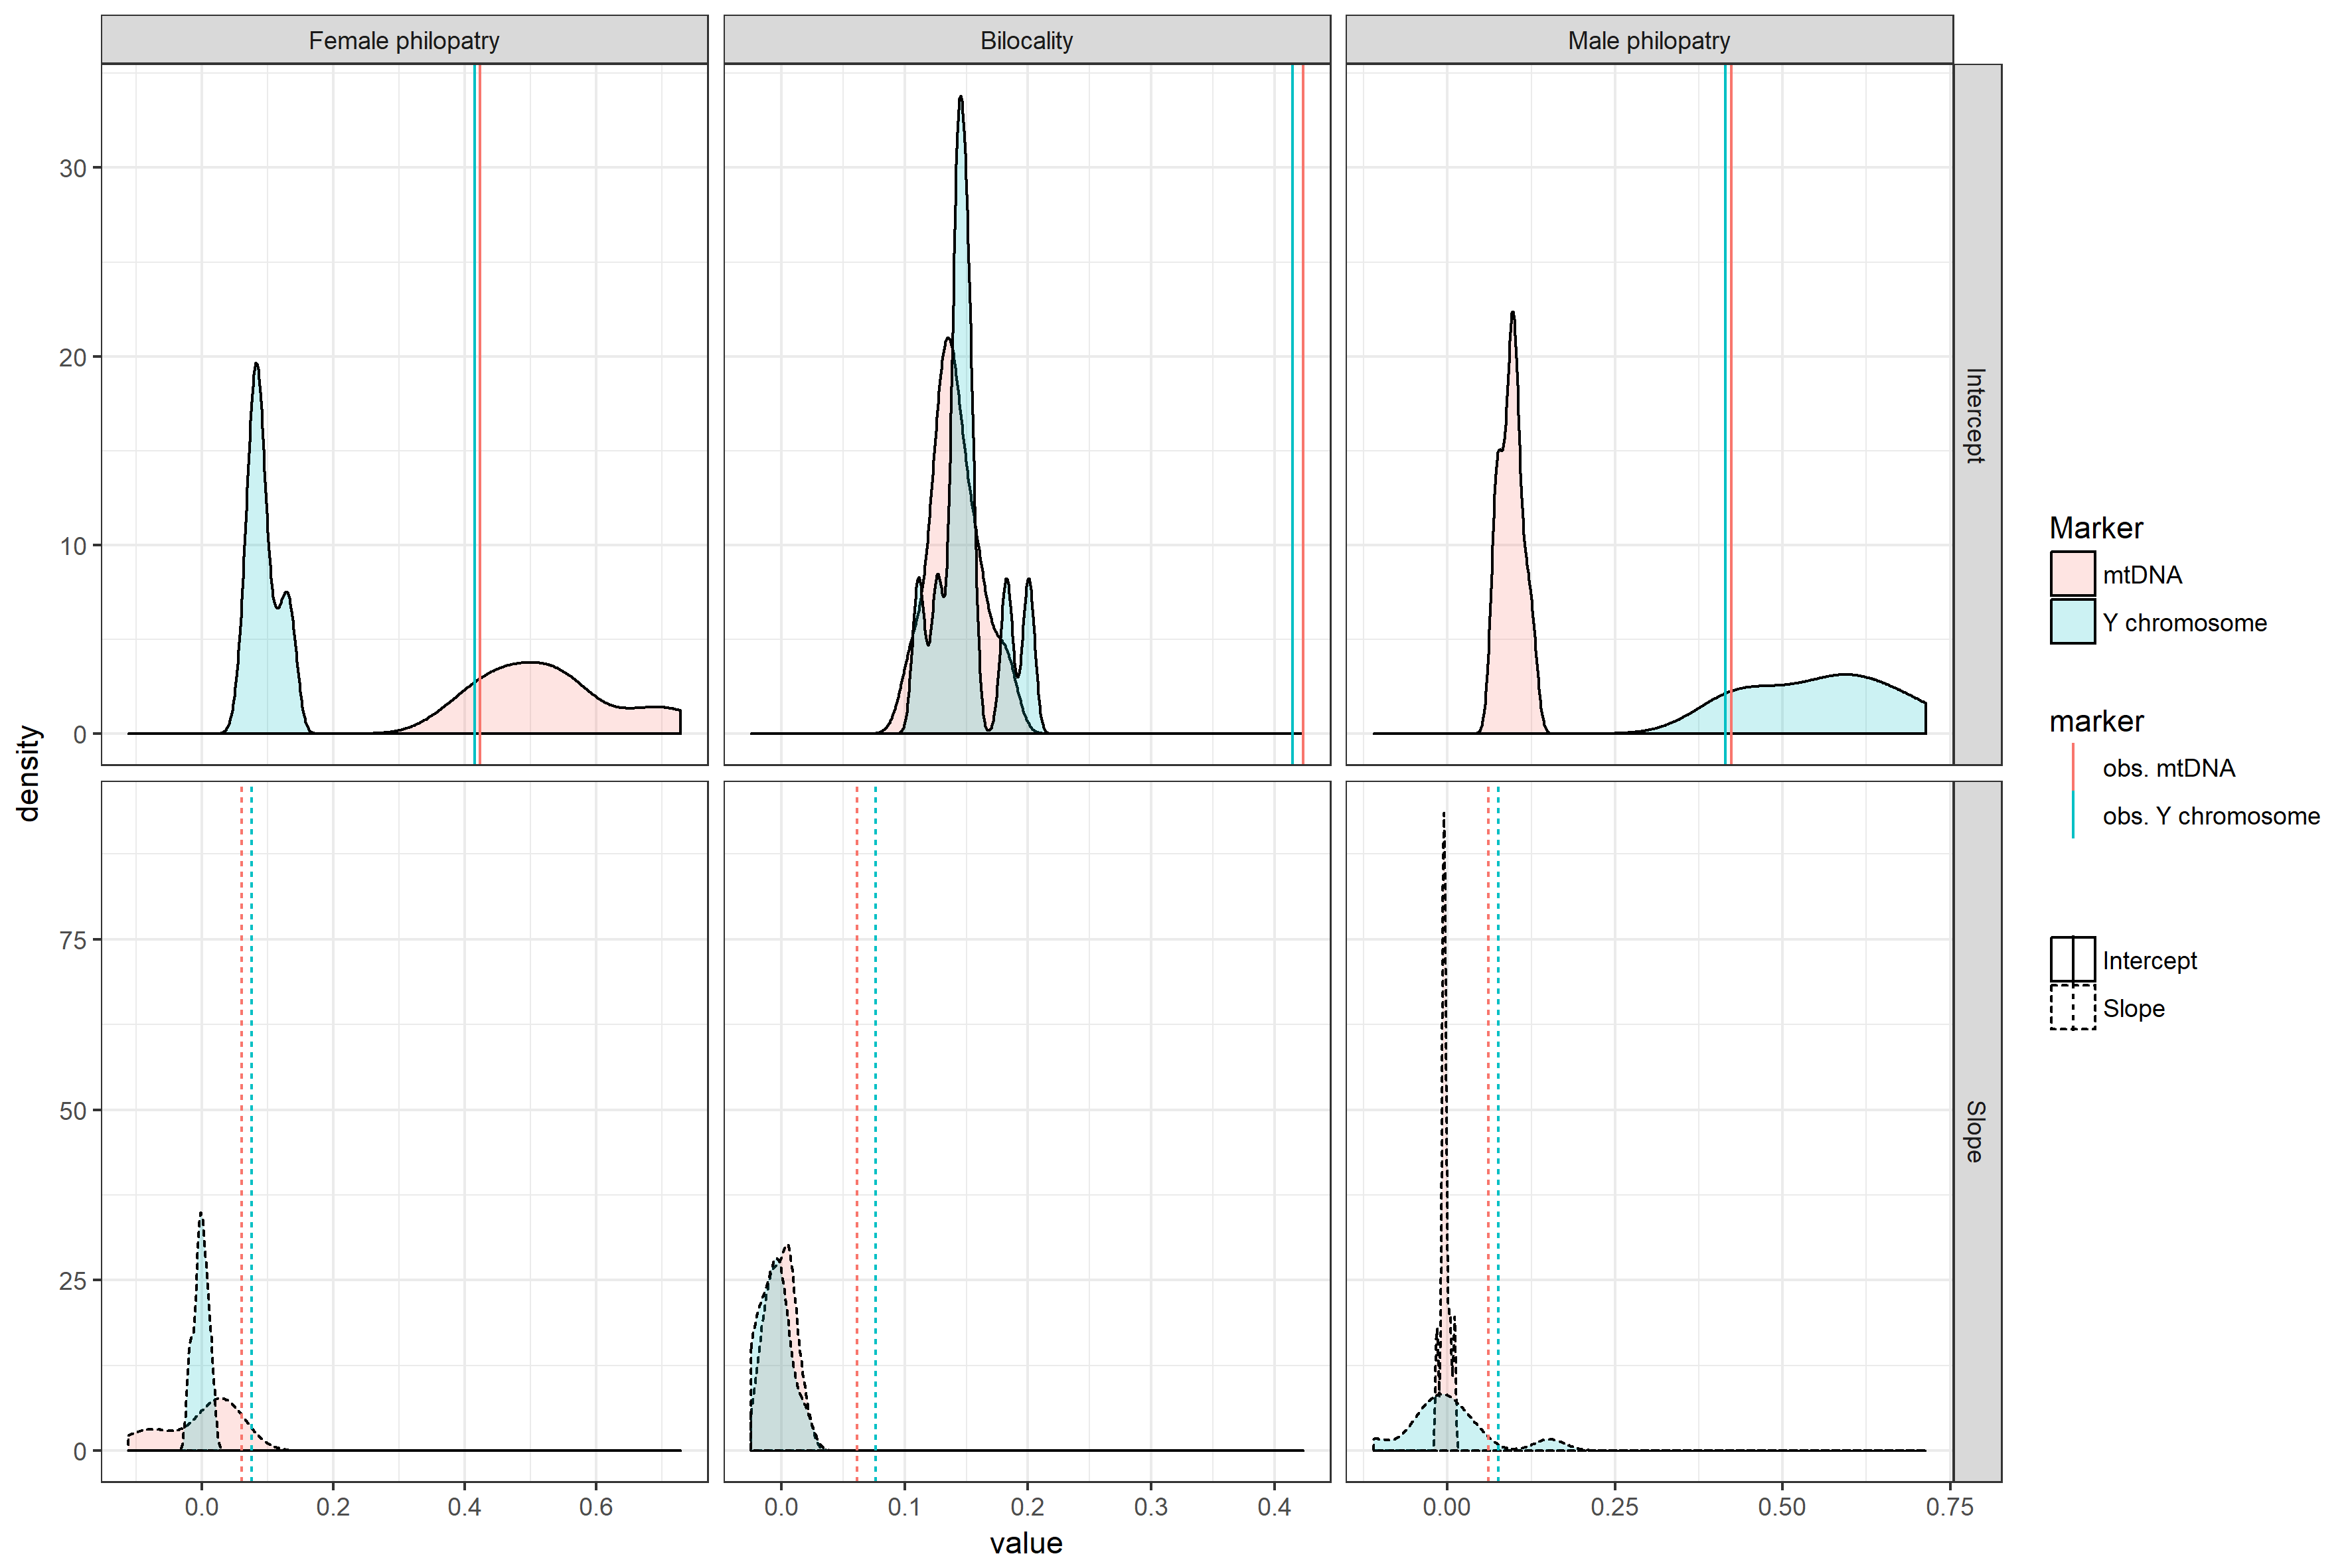 Female philopatry
Bilocality
Male philopatry
density
30
20
10
0
Intercept
75
50
25
0
Slope
0.0 0.2 0.4 0.6
0.0 0.1 0.2 0.3 0.4
0.00 0.25 0.50 0.75
value
Marker
mtDNA
Y chromosome
marker
obs. mtDNA
obs. Y chromosome
Intercept
Slope